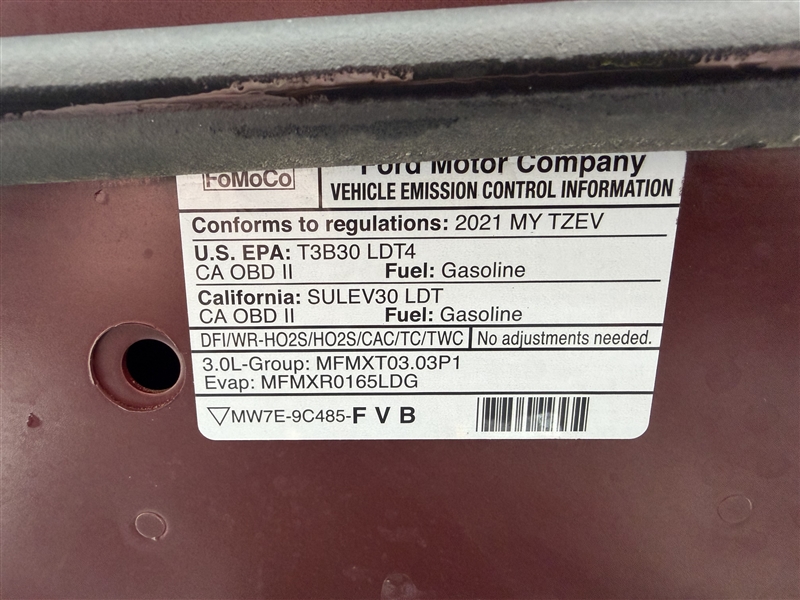 Ford Motor Company
FoMoCo
VEHICLE EMISSION CONTROL INFORMATION
Conforms to regulations: 2021 MY TZEV
U.S. EPA: T3B30 LDT4
CA OBD II Fuel: Gasoline
California: SULEV30 LDT
CA OBD II Fuel: Gasoline
DFI/WR-HO2S/HO2S/CAC/TC/TWC No adjustments needed.
3.0L-Group: MFMXT03.03P1
Evap: MFMXR0165LDG
MW7E-9C485-F V B